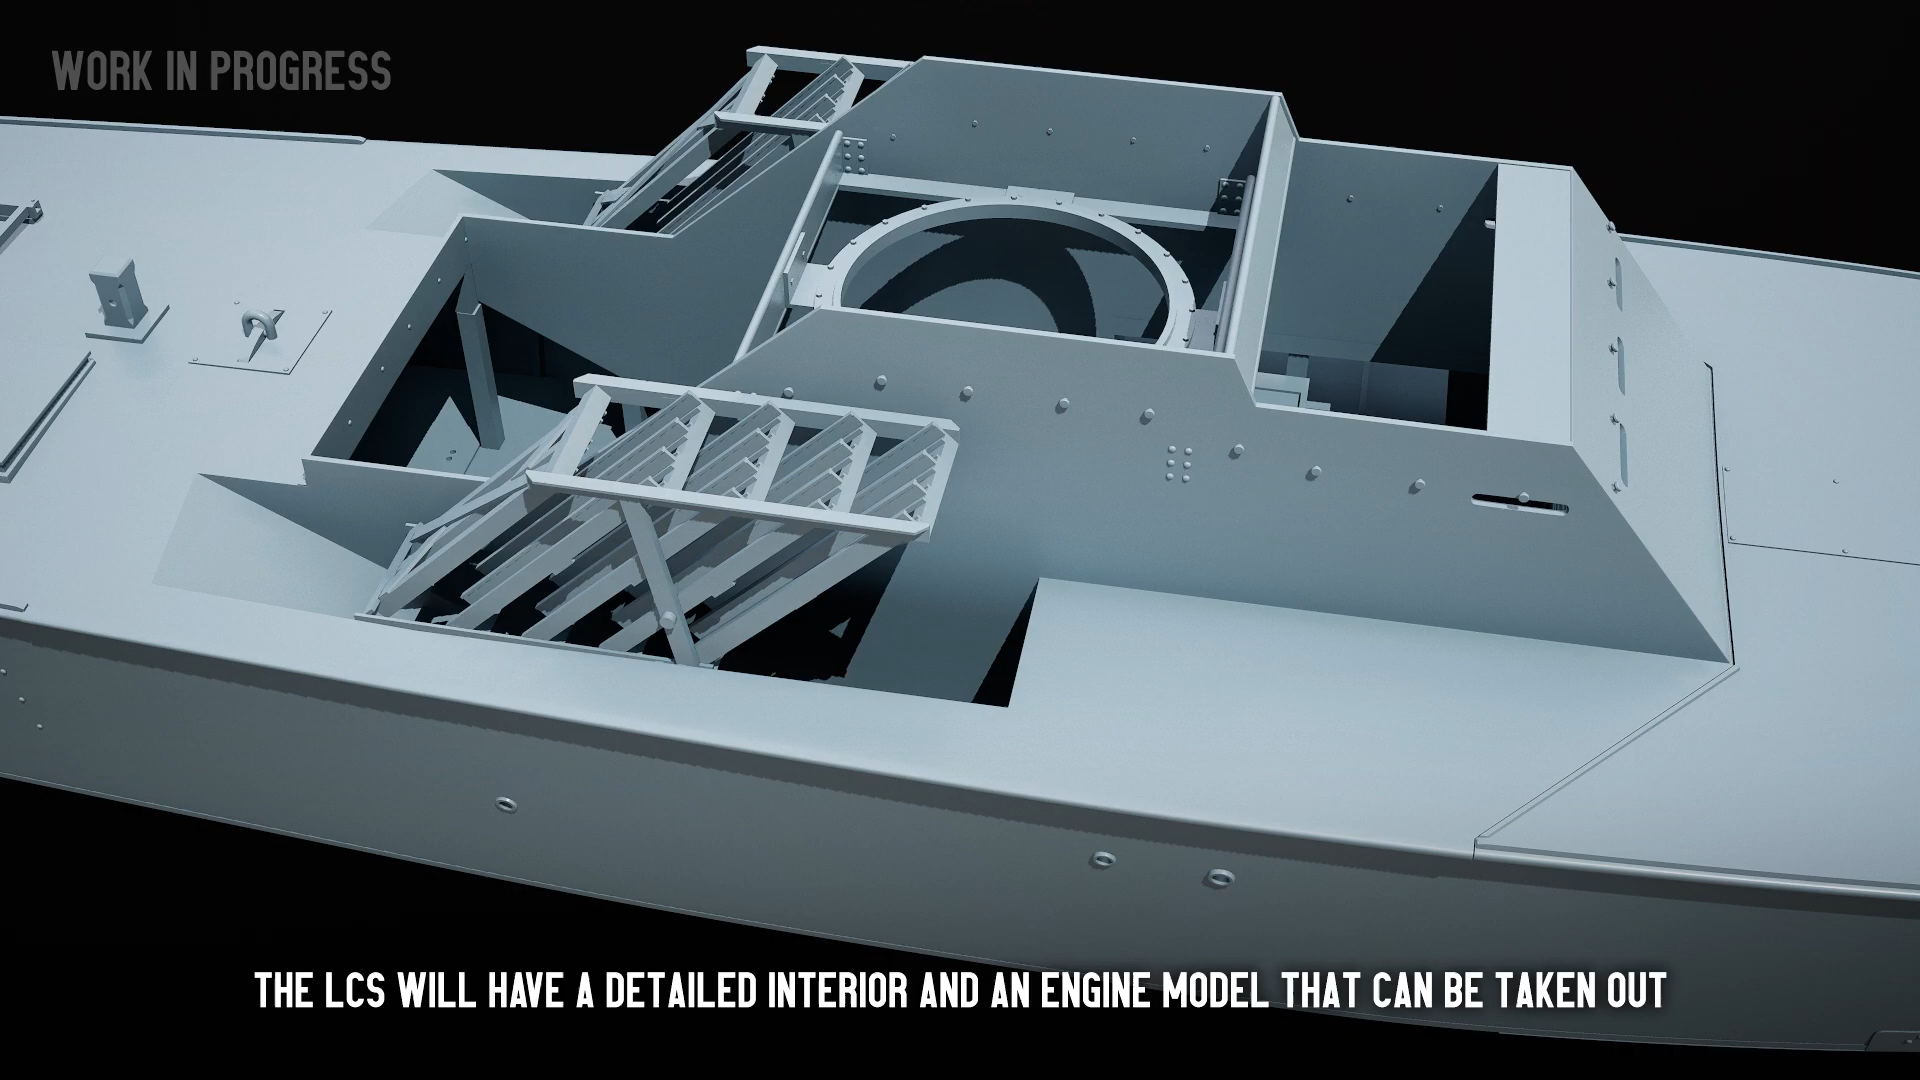 WORK IN PROGRESS
THE LCS WILL HAVE A DETAILED INTERIOR AND AN ENGINE MODEL THAT CAN BE TAKEN OUT